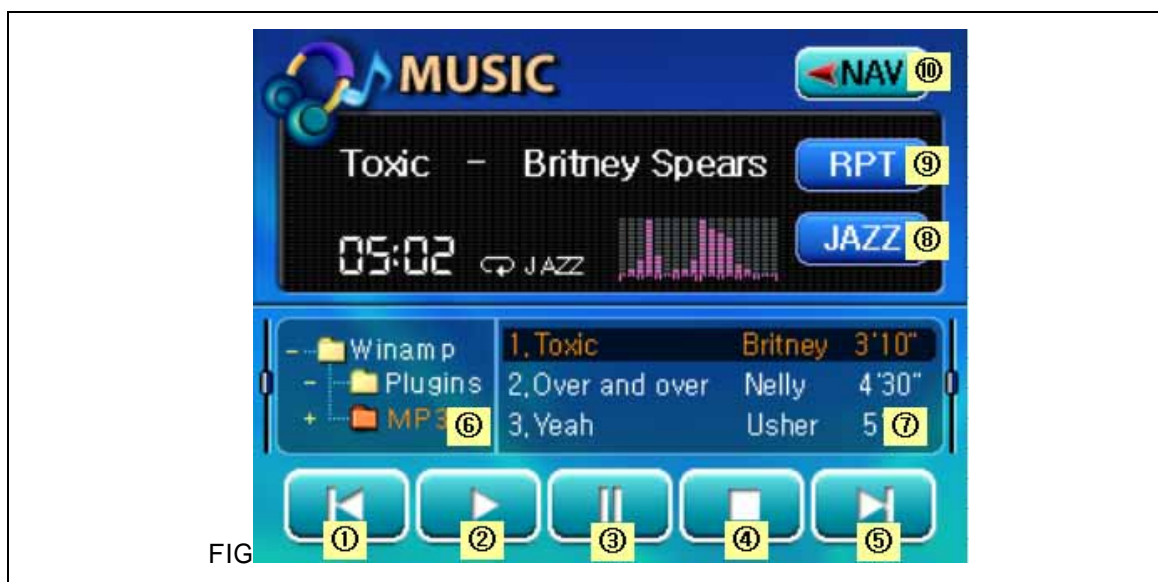 MUSIC
NAV ⑩
Toxic - Britney Spears
RPT ⑨
05:02 JAZZ
JAZZ ⑧
Winamp
Plugins
⑥
1.Toxic Britney 3'10"
2.Over and over Nelly 4'30"
3.Yeah Usher 5 ⑦
① ② ③ ④ ⑤
FIG